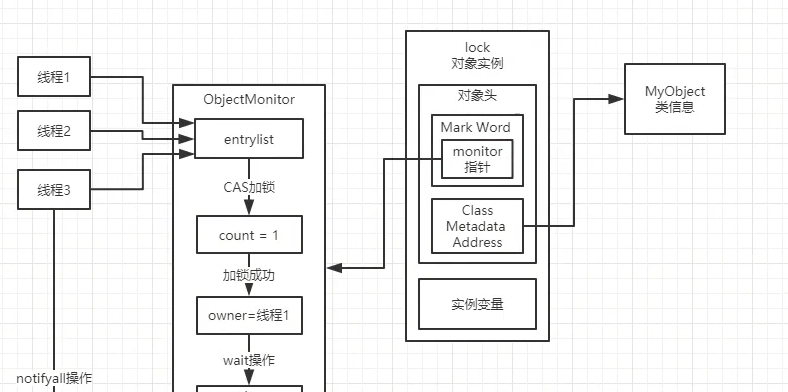 线程1
线程2
线程3
notifyall操作
ObjectMonitor
entrylist
CAS加锁
count = 1
加锁成功
owner=线程1
wait操作
lock
对象实例
对象头
Mark Word
monitor
指针
Class
Metadata
Address
实例变量
MyObject
类信息